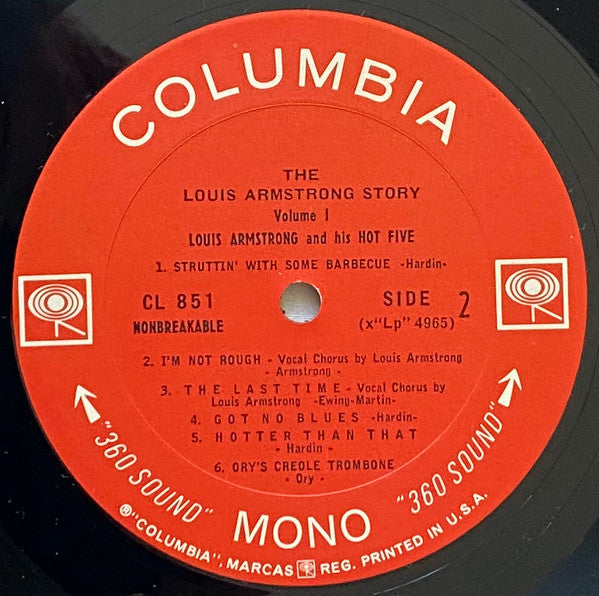 COLUMBIA
THE
LOUIS ARMSTRONG STORY
Volume 1
LOUIS ARMSTRONG and his HOT FIVE
1. STRUTTIN' WITH SOME BARBECUE -Hardin-
CL 851
NONBREAKABLE
SIDE 2
(x"Lp" 4965)
2. I'M NOT ROUGH - Vocal Chorus by Louis Armstrong
- Armstrong -
3. THE LAST TIME - Vocal Chorus by
Louis Armstrong -Ewing-Martin-
4. GOT NO BLUES -Hardin-
5. HOTTER THAN THAT
- Hardin -
6. ORY'S CREOLE TROMBONE
- Ory -
"360 SOUND"
MONO
"360 SOUND"
®"COLUMBIA", MARCAS REG. PRINTED IN U.S.A.